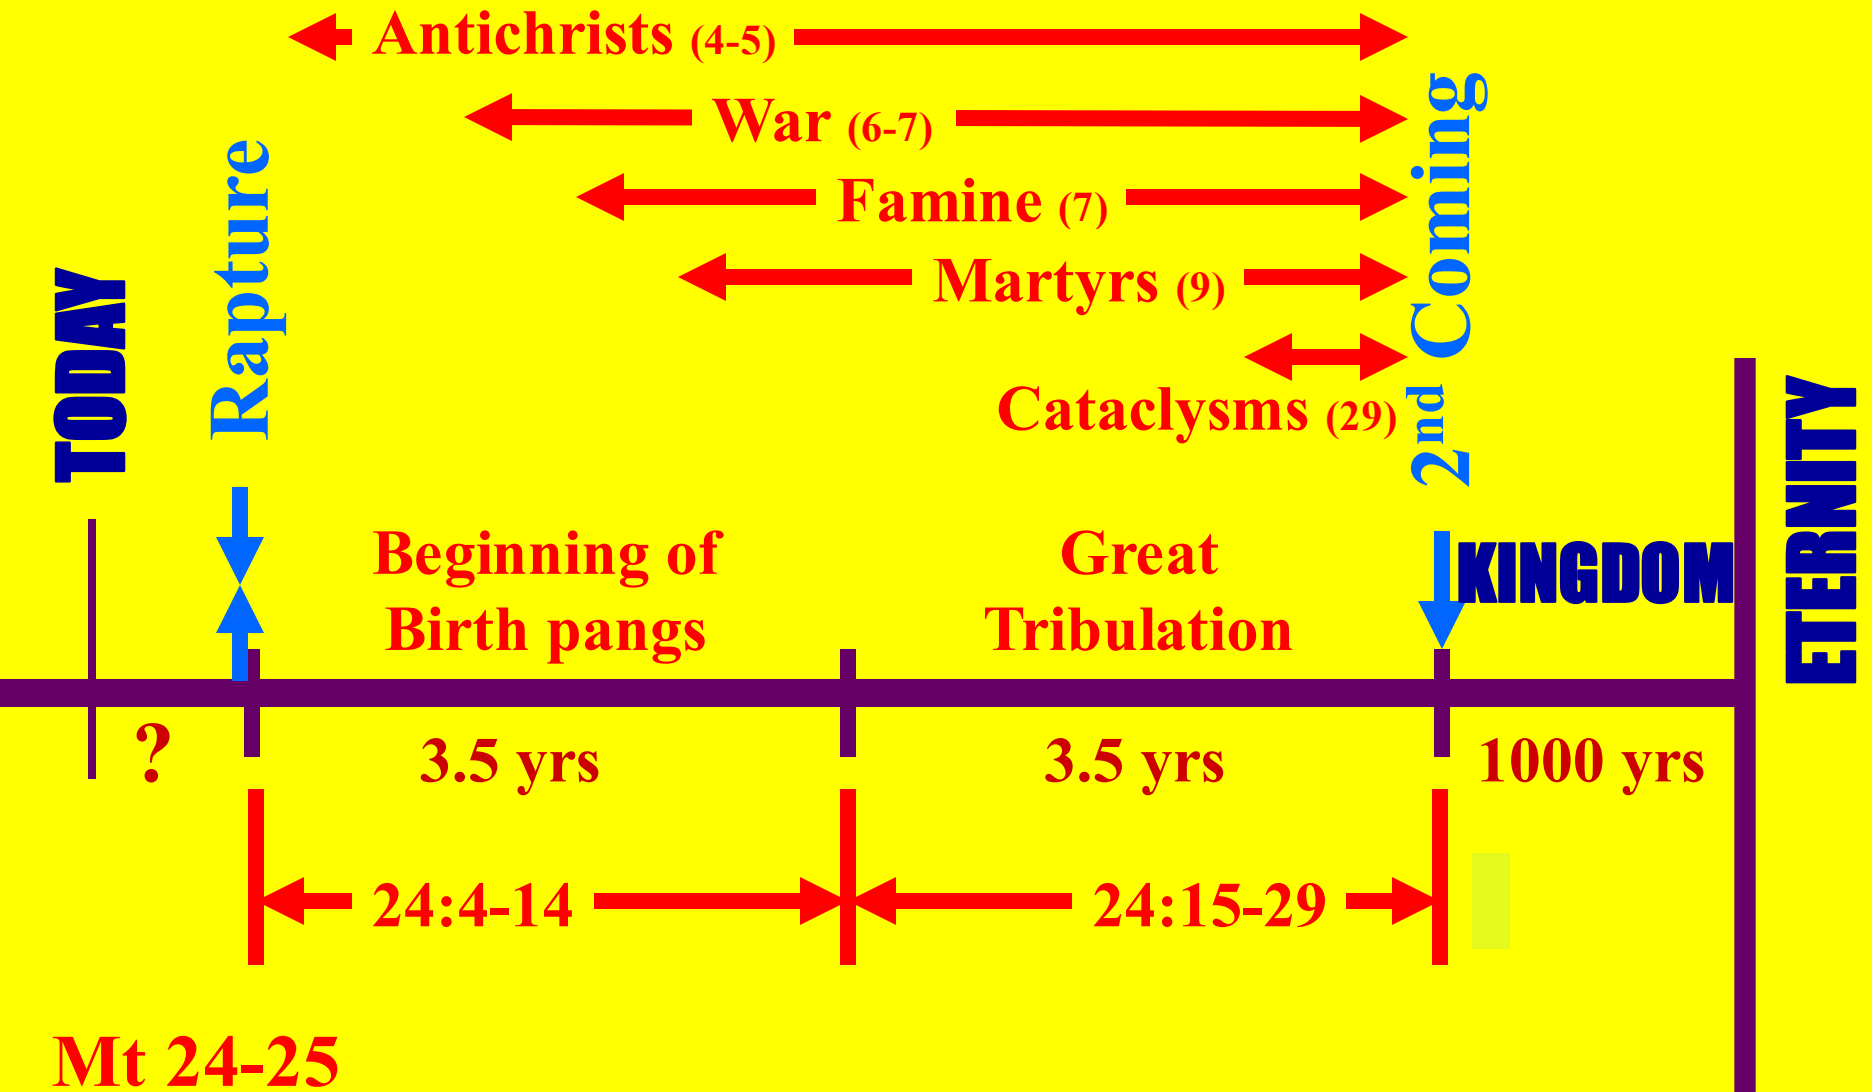 Antichrists (4-5)
War (6-7)
Famine (7)
Martyrs (9)
Cataclysms (29)
TODAY
Rapture
2nd Coming
ETERNITY
Beginning of
Birth pangs
Great
Tribulation
KINGDOM
?
3.5 yrs
3.5 yrs
1000 yrs
24:4-14
24:15-29
Mt 24-25